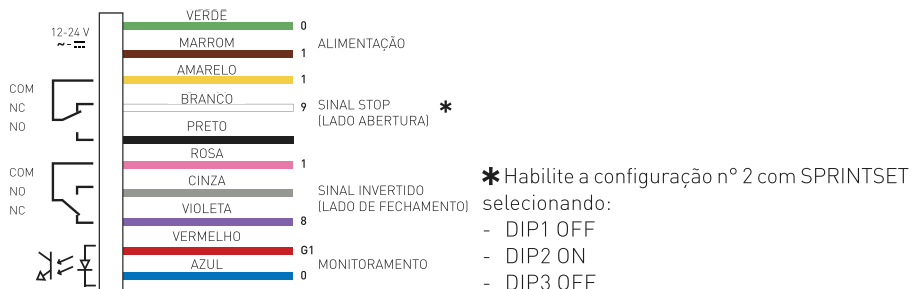 VERDE
0
12-24 V
ALIMENTAÇÃO
MARROM
1
AMARELO
1
COM
NC
NO
BRANCO
9
SINAL STOP *
(LADO ABERTURA)
PRETO
ROSA
1
COM
NO
NC
CINZA
SINAL INVERTIDO
(LADO DE FECHAMENTO)
VIOLETA
8
VERMELHO
G1
MONITORAMENTO
AZUL
0
* Habilite a configuração n° 2 com SPRINTSET
selecionando:
- DIP1 OFF
- DIP2 ON
- DIP3 OFF